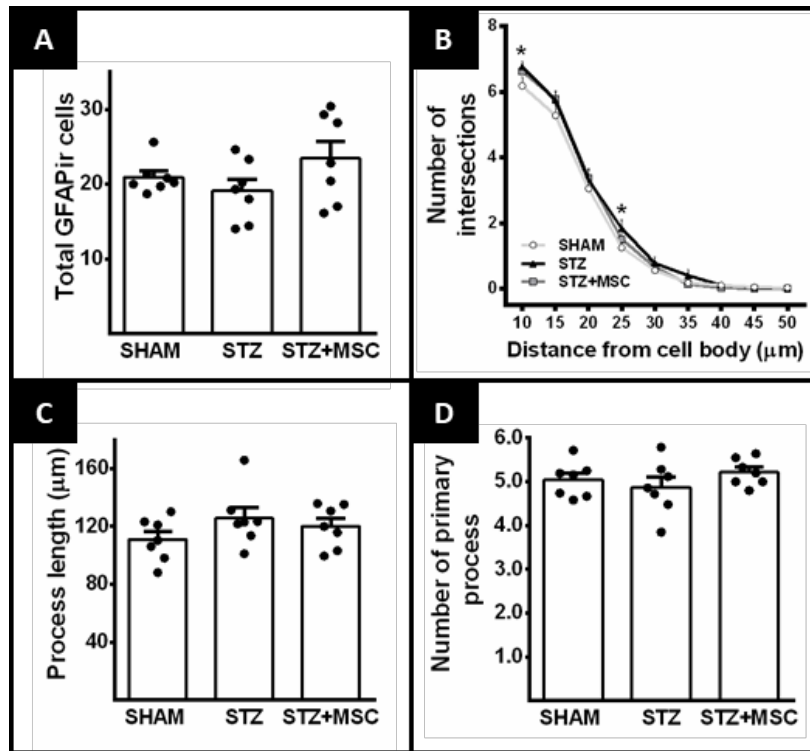 A
Total GFAPir cells
30
20
10
SHAM STZ STZ+MSC
B
Number of
intersections
8
6
4
2
0
*
*
SHAM
STZ
STZ+MSC
10 15 20 25 30 35 40 45 50
Distance from cell body (μm)
C
Process length (μm)
160
120
80
40
SHAM STZ STZ+MSC
D
Number of primary
process
6.0
5.0
4.0
3.0
2.0
1.0
SHAM STZ STZ+MSC